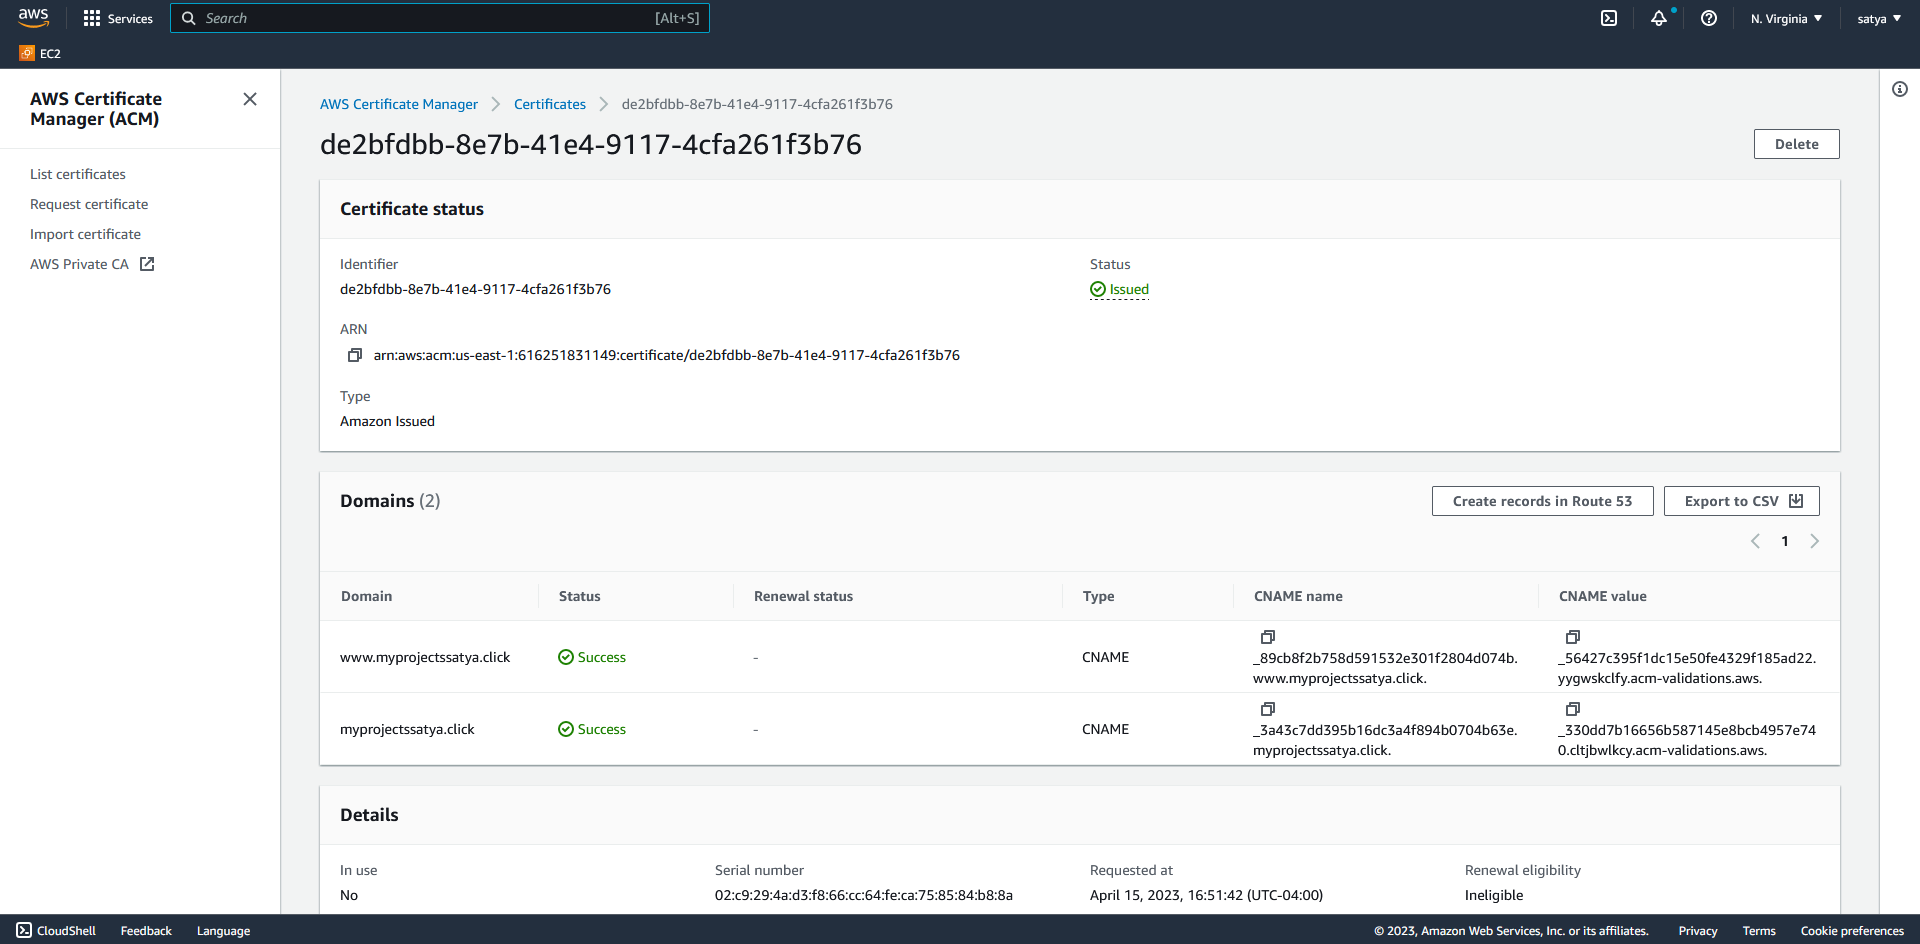 aws
Services
Search
[Alt+S]
N. Virginia
satya
EC2
AWS Certificate
Manager (ACM)
List certificates
Request certificate
Import certificate
AWS Private CA
AWS Certificate Manager
Certificates
de2bfdbb-8e7b-41e4-9117-4cfa261f3b76
de2bfdbb-8e7b-41e4-9117-4cfa261f3b76
Delete
Certificate status
Identifier
de2bfdbb-8e7b-41e4-9117-4cfa261f3b76
Status
Issued
ARN
arn:aws:acm:us-east-1:616251831149:certificate/de2bfdbb-8e7b-41e4-9117-4cfa261f3b76
Type
Amazon Issued
Domains (2)
Create records in Route 53
Export to CSV
1
Domain Status Renewal status Type CNAME name CNAME value
www.myprojectssatya.click
Success
-
CNAME
_89cb8f2b758d591532e301f2804d074b.
www.myprojectssatya.click.
_56427c395f1dc15e50fe4329f185ad22.
yygwskclfy.acm-validations.aws.
myprojectssatya.click
Success
-
CNAME
_3a43c7dd395b16dc3a4f894b0704b63e.
myprojectssatya.click.
_330dd7b16656b587145e8bcb4957e74
0.cltjbwlkcy.acm-validations.aws.
Details
In use
No
Serial number
02:c9:29:4a:d3:f8:66:cc:64:fe:ca:75:85:84:b8:8a
Requested at
April 15, 2023, 16:51:42 (UTC-04:00)
Renewal eligibility
Ineligible
CloudShell
Feedback
Language
© 2023, Amazon Web Services, Inc. or its affiliates.
Privacy
Terms
Cookie preferences